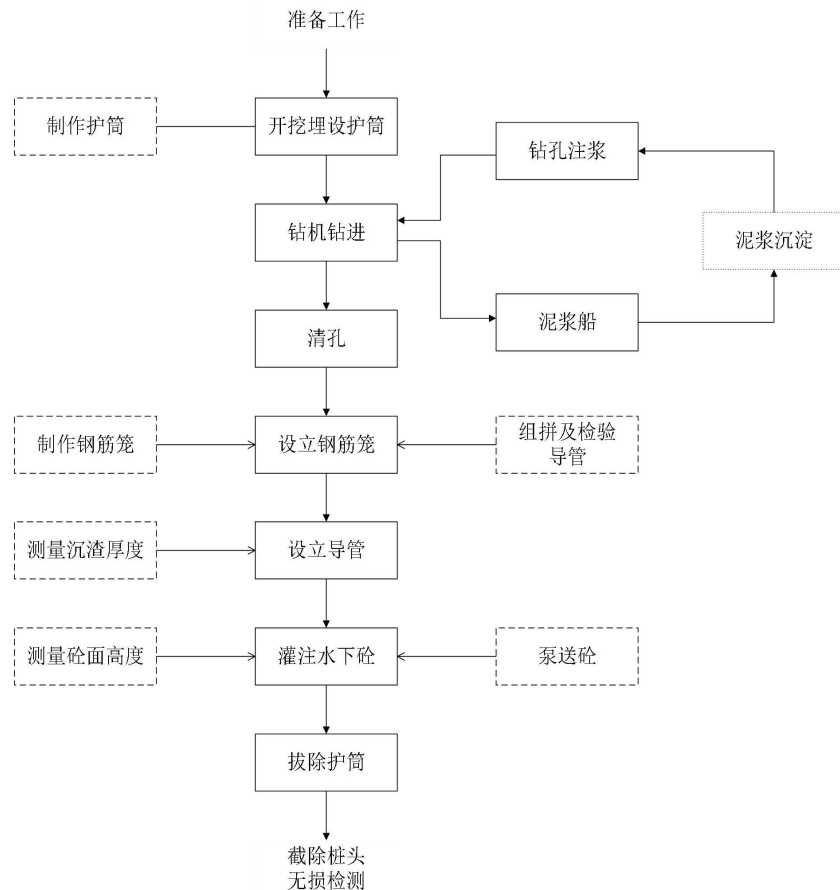 准备工作
制作护筒
开挖埋设护筒
钻孔注浆
钻机钻进
泥浆沉淀
清孔
泥浆船
制作钢筋笼
设立钢筋笼
组拼及检验
导管
测量沉渣厚度
设立导管
测量砼面高度
灌注水下砼
泵送砼
拔除护筒
截除桩头
无损检测